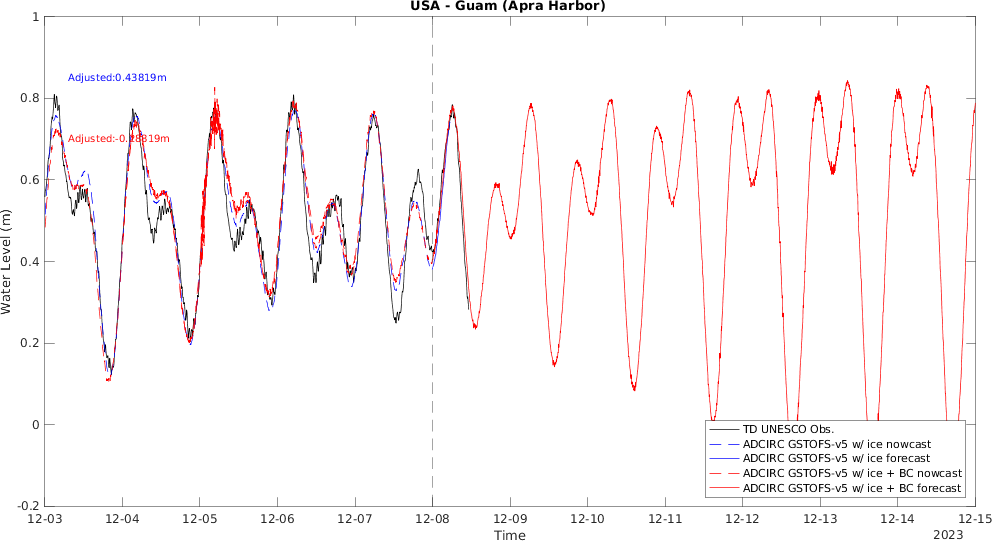 USA - Guam (Apra Harbor)
1
Adjusted:0.43819m
0.8
Adjusted:-0.28819m
0.6
Water Level (m)
0.4
0.2
0
TD UNESCO Obs.
ADCIRC GSTOFS-v5 w/ ice nowcast
ADCIRC GSTOFS-v5 w/ ice forecast
ADCIRC GSTOFS-v5 w/ ice + BC nowcast
ADCIRC GSTOFS-v5 w/ ice + BC forecast
-0.2
12-03 12-04 12-05 12-06 12-07 12-08 12-09 12-10 12-11 12-12 12-13 12-14 12-15
Time
2023